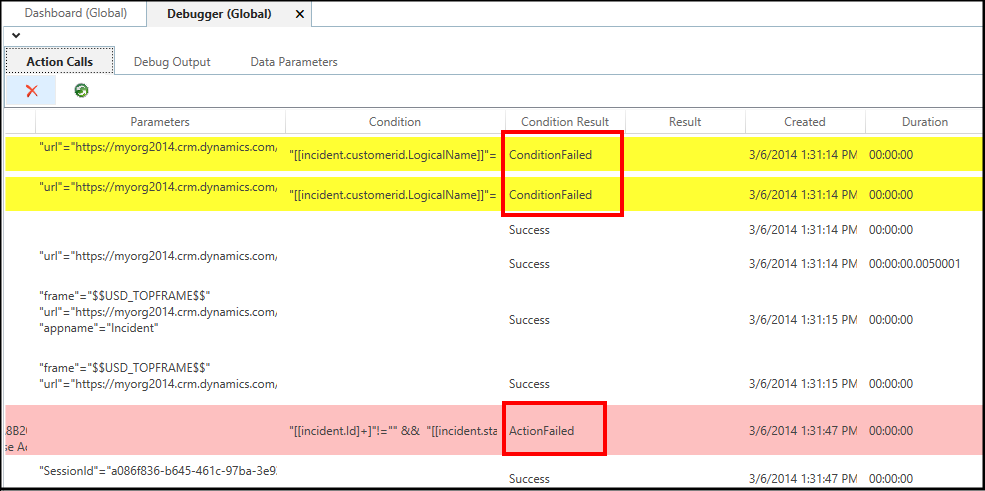 Dashboard (Global)
Debugger (Global)
Action Calls
Debug Output
Data Parameters
Parameters
Condition
Condition Result
Result
Created
Duration
"url"="https://myorg2014.crm.dynamics.com/
"[[incident.customerid.LogicalName]]"=
ConditionFailed
3/6/2014 1:31:14 PM
00:00:00
"url"="https://myorg2014.crm.dynamics.com/
"[[incident.customerid.LogicalName]]"=
ConditionFailed
3/6/2014 1:31:14 PM
00:00:00
Success
3/6/2014 1:31:14 PM
00:00:00
"url"="https://myorg2014.crm.dynamics.com/
Success
3/6/2014 1:31:14 PM
00:00:00.0050001
"frame"="$$USD_TOPFRAME$$"
"url"="https://myorg2014.crm.dynamics.com/
"appname"="Incident"
Success
3/6/2014 1:31:15 PM
00:00:00
"frame"="$$USD_TOPFRAME$$"
"url"="https://myorg2014.crm.dynamics.com/
Success
3/6/2014 1:31:15 PM
00:00:00
"[[incident.Id]+]"!="" && "[[incident.sta
ActionFailed
3/6/2014 1:31:47 PM
00:00:00
"SessionId"="a086f836-b645-461c-97ba-3e9
Success
3/6/2014 1:31:47 PM
00:00:00